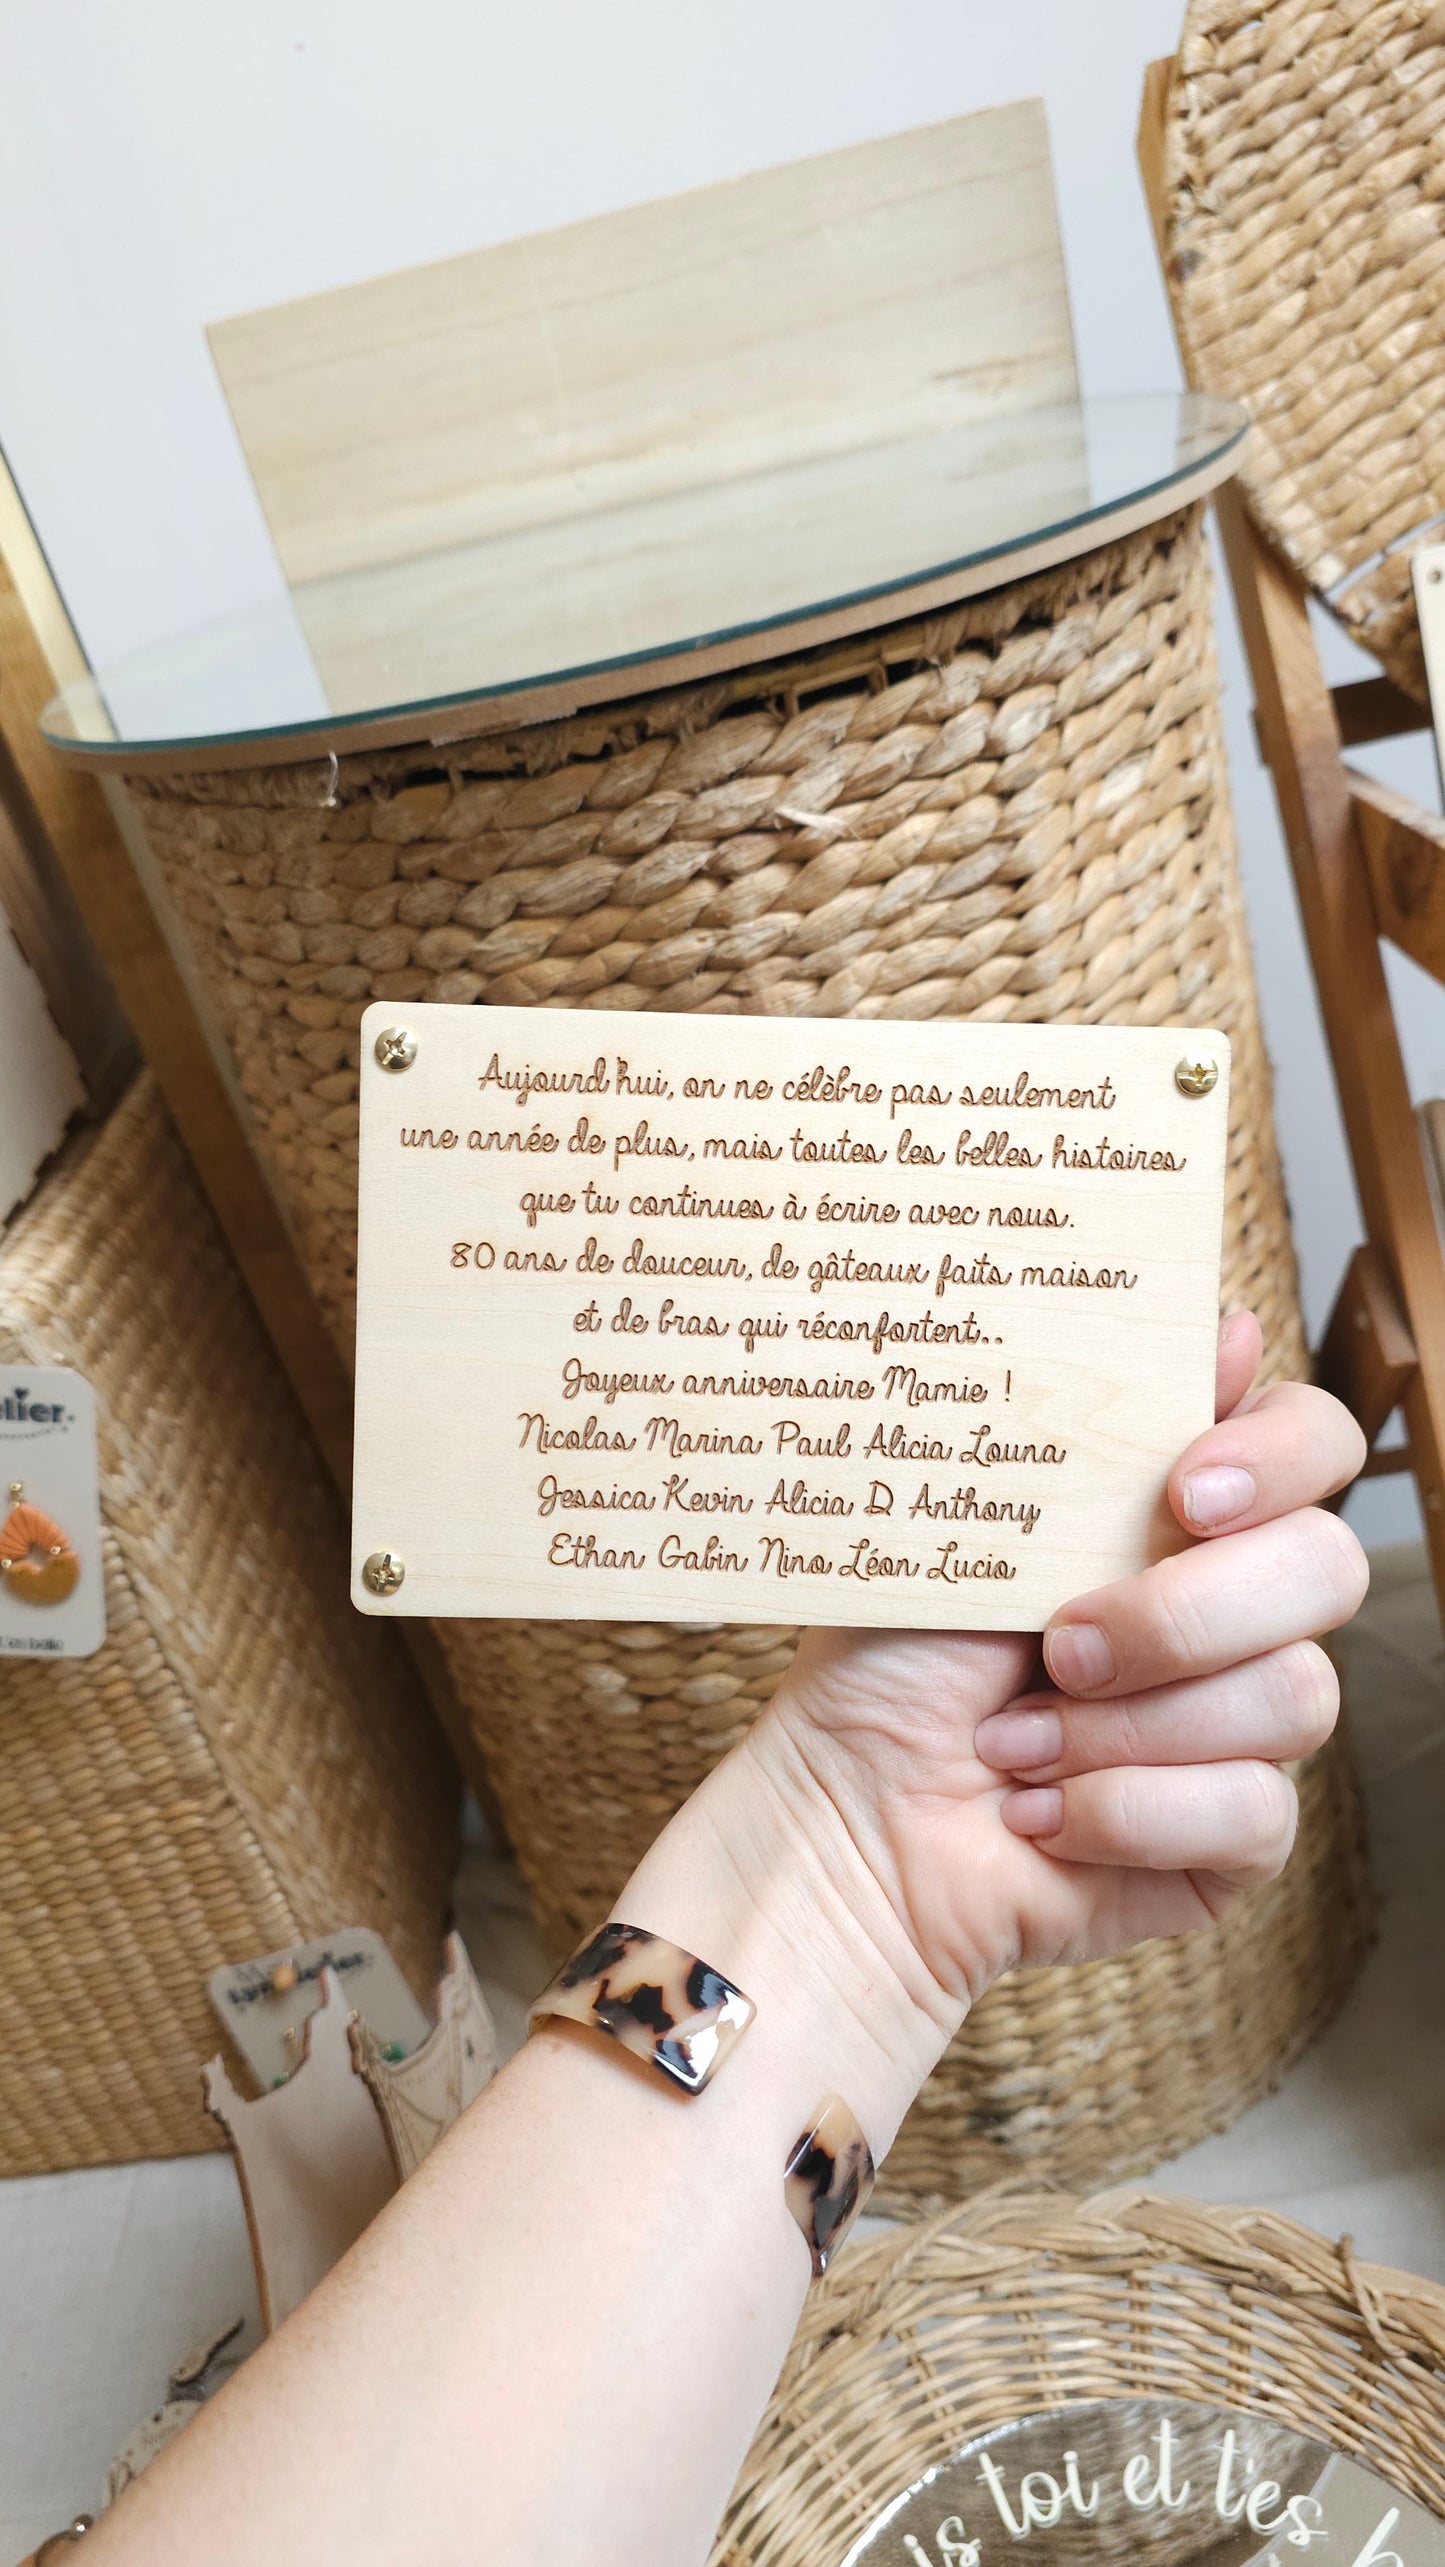 Aujourd'hui, on ne célèbre pas seulement
une année de plus, mais toutes les belles histoires
que tu continues à écrire avec nous.
80 ans de douceur, de gâteaux faits maison
et de bras qui réconfortent..
Joyeux anniversaire Mamie !
Nicolas Marina Paul Alicia Louna
Jessica Kevin Alicia D Anthony
Ethan Gabin Nino Léon Lucio
elier.
is toi et t'es